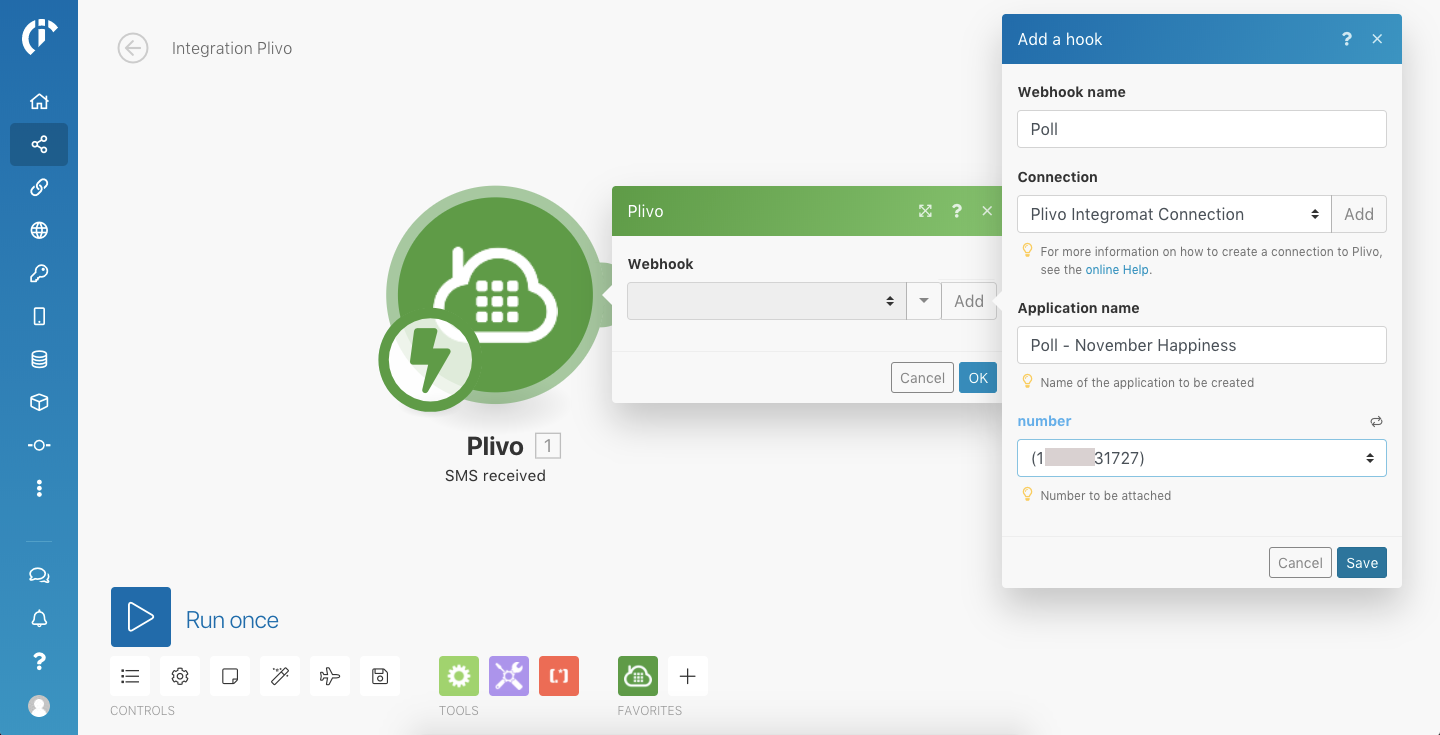 Integration Plivo
Plivo 1
SMS received
Plivo ? ×
Webhook
Add
Cancel OK
Add a hook ? ×
Webhook name
Poll
Connection
Plivo Integromat Connection Add
For more information on how to create a connection to Plivo,
see the online Help.
Application name
Poll - November Happiness
Name of the application to be created
number
(1 31727)
Number to be attached
Cancel Save
Run once
CONTROLS TOOLS FAVORITES